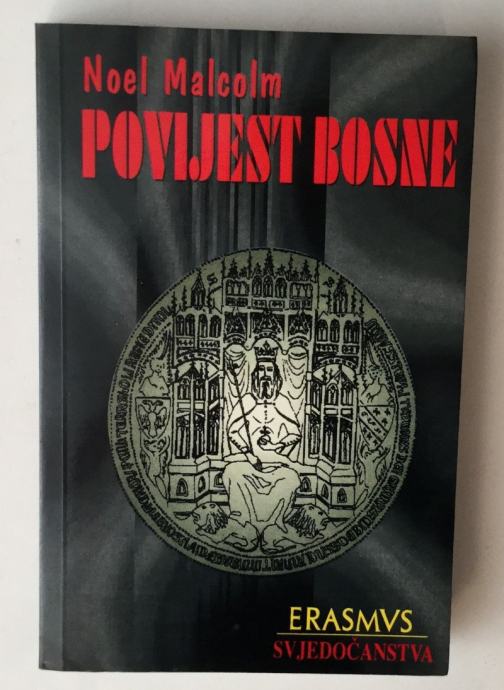 Noel Malcolm
POVIJEST BOSNE
ERASMVS
SVJEDOČANSTVA